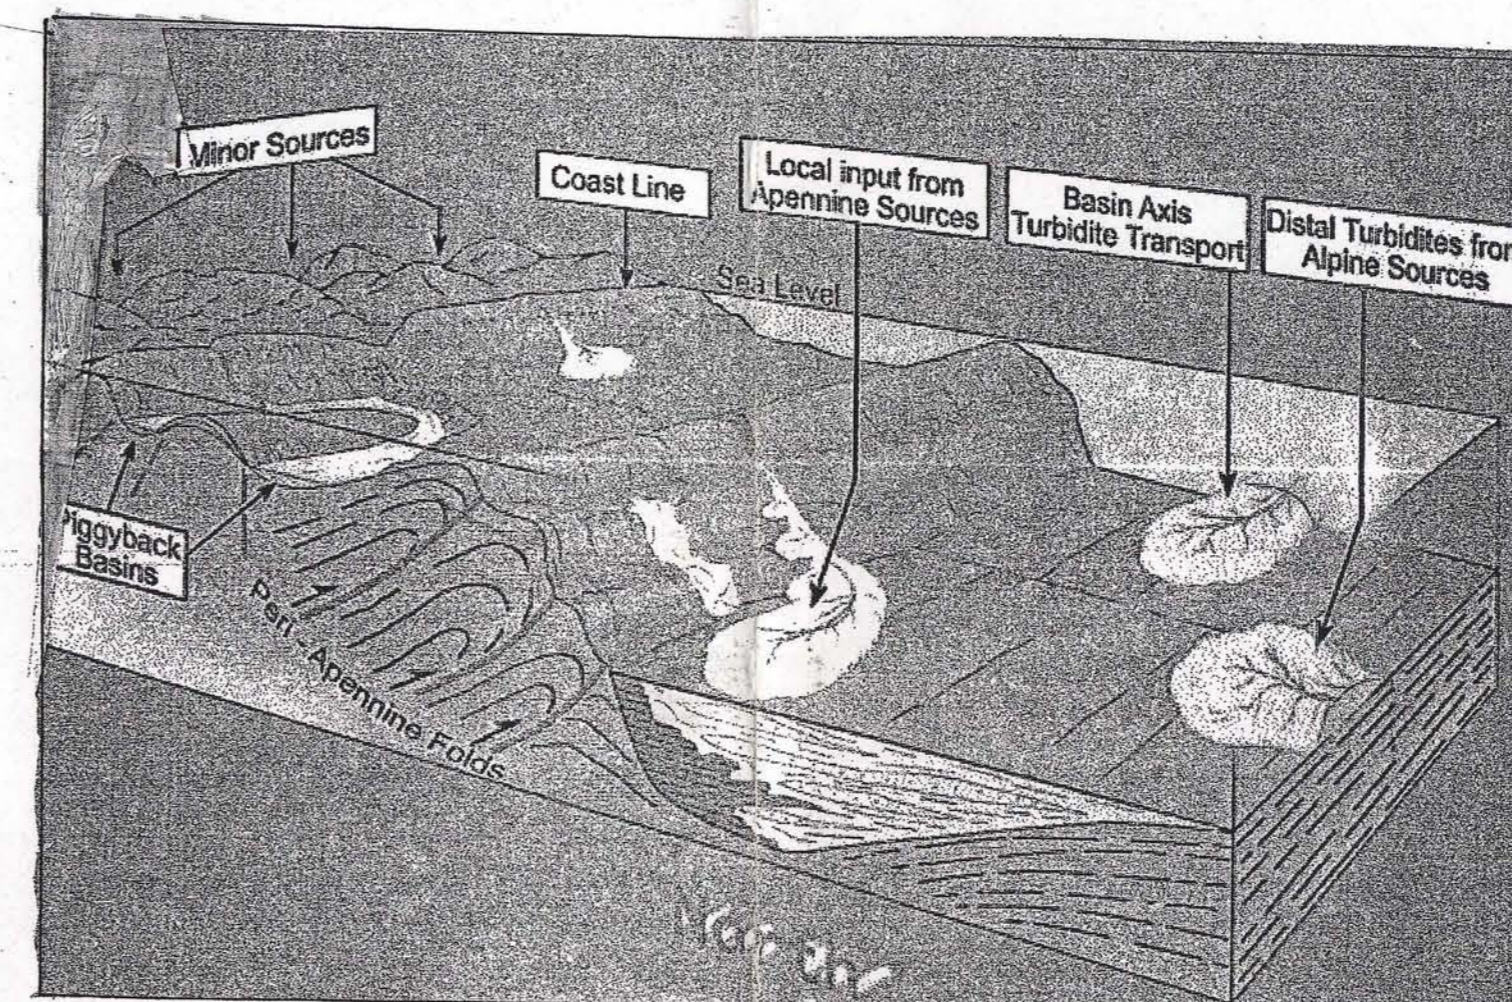 Minor Sources
Coast Line
Local input from
Apennine Sources
Basin Axis
Turbidite Transport
Distal Turbidites from
Alpine Sources
Sea Level
Piggyback
Basins
Peri-Apennine Folds